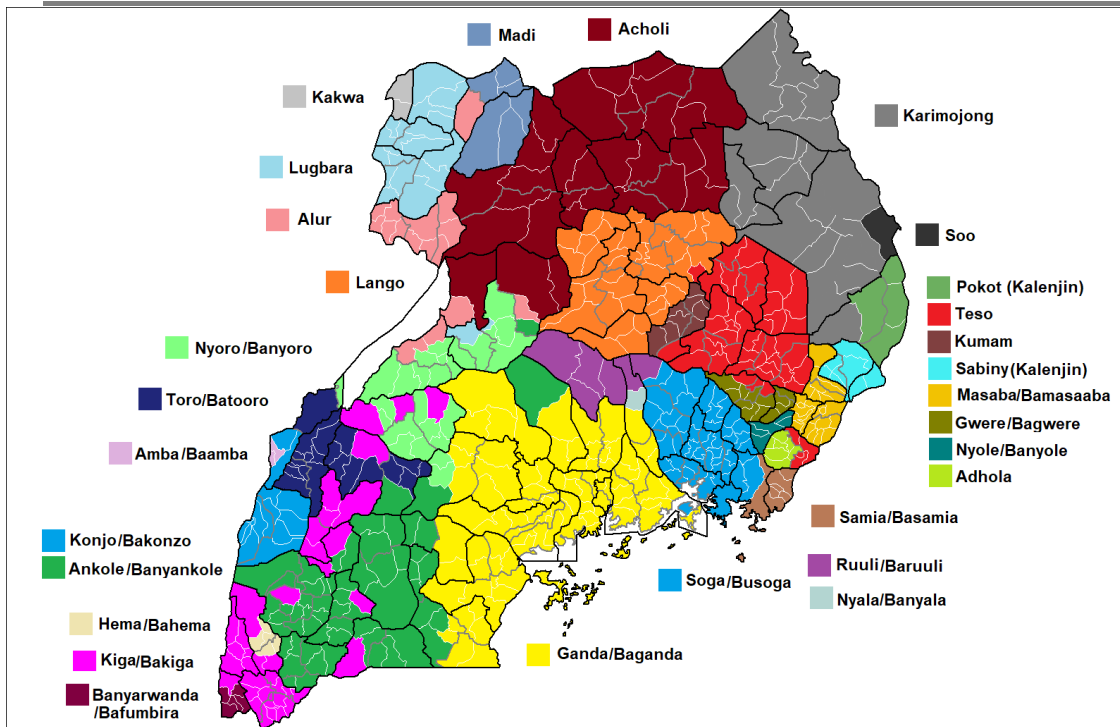 Madi
Acholi
Kakwa
Karimojong
Lugbara
Alur
Soo
Lango
Pokot (Kalenjin)
Teso
Kumam
Sabiny(Kalenjin)
Masaba/Bamasaaba
Gwere/Bagwere
Nyole/Banyole
Adhola
Nyoro/Banyoro
Toro/Batooro
Amba/Baamba
Samia/Basamia
Konjo/Bakonzo
Ankole/Banyankole
Soga/Busoga
Ruuli/Baruuli
Nyala/Banyala
Hema/Bahema
Kiga/Bakiga
Ganda/Baganda
Banyarwanda
/Bafumbira